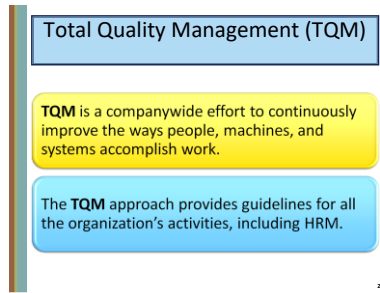 Total Quality Management (TQM)
TQM is a companywide effort to continuously
improve the ways people, machines, and
systems accomplish work.
The TQM approach provides guidelines for all
the organization's activities, including HRM.
2